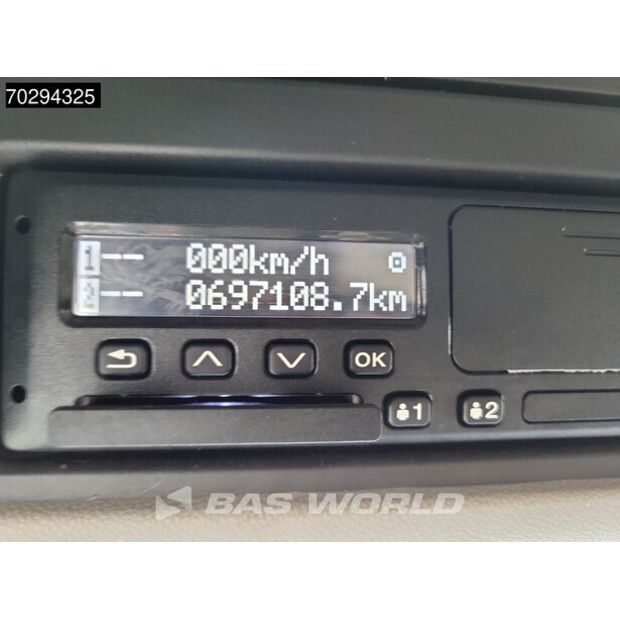 70294325
1 -- 000km/h
2 -- 0697108.7km
OK
1 2
BAS WORLD